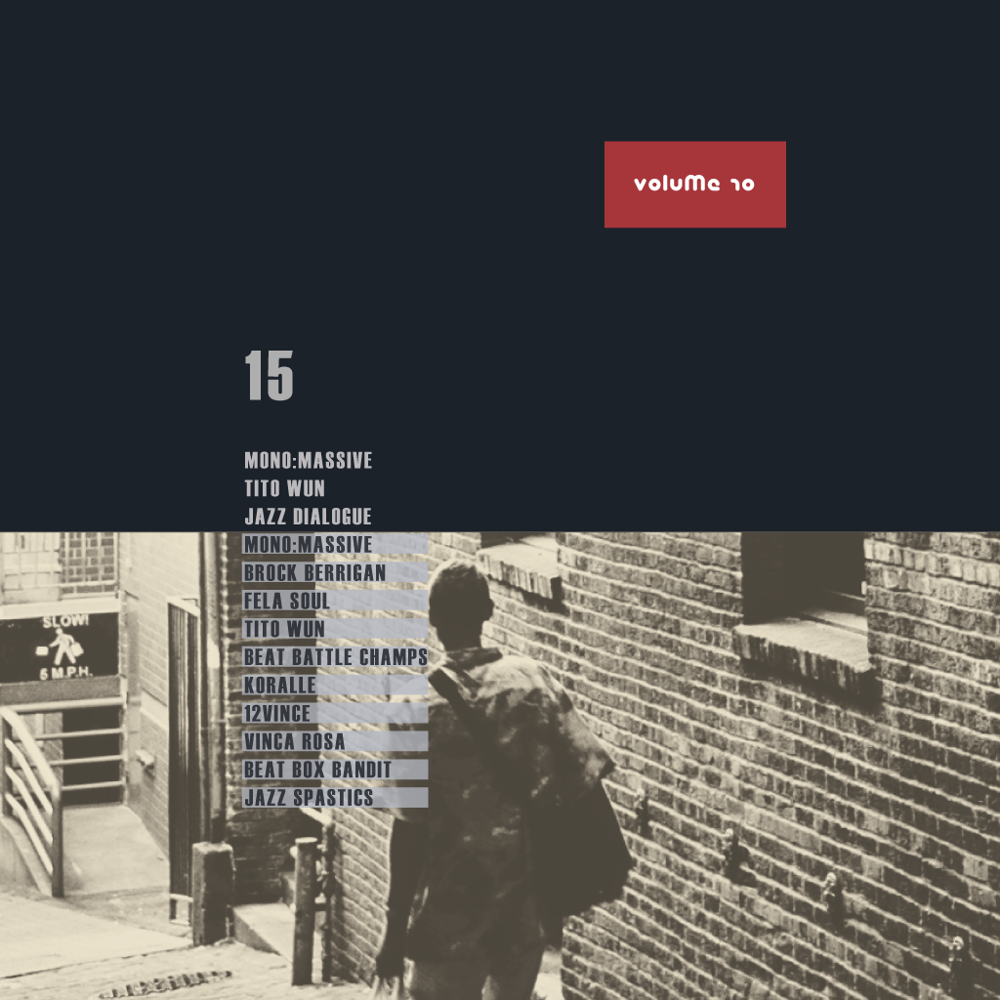 voluMe 10
15
MONO:MASSIVE
TITO WUN
JAZZ DIALOGUE
MONO:MASSIVE
BROCK BERRIGAN
FELA SOUL
TITO WUN
BEAT BATTLE CHAMPS
KORALLE
12VINCE
VINCA ROSA
BEAT BOX BANDIT
JAZZ SPASTICS
SLOW!
5 M.P.H.